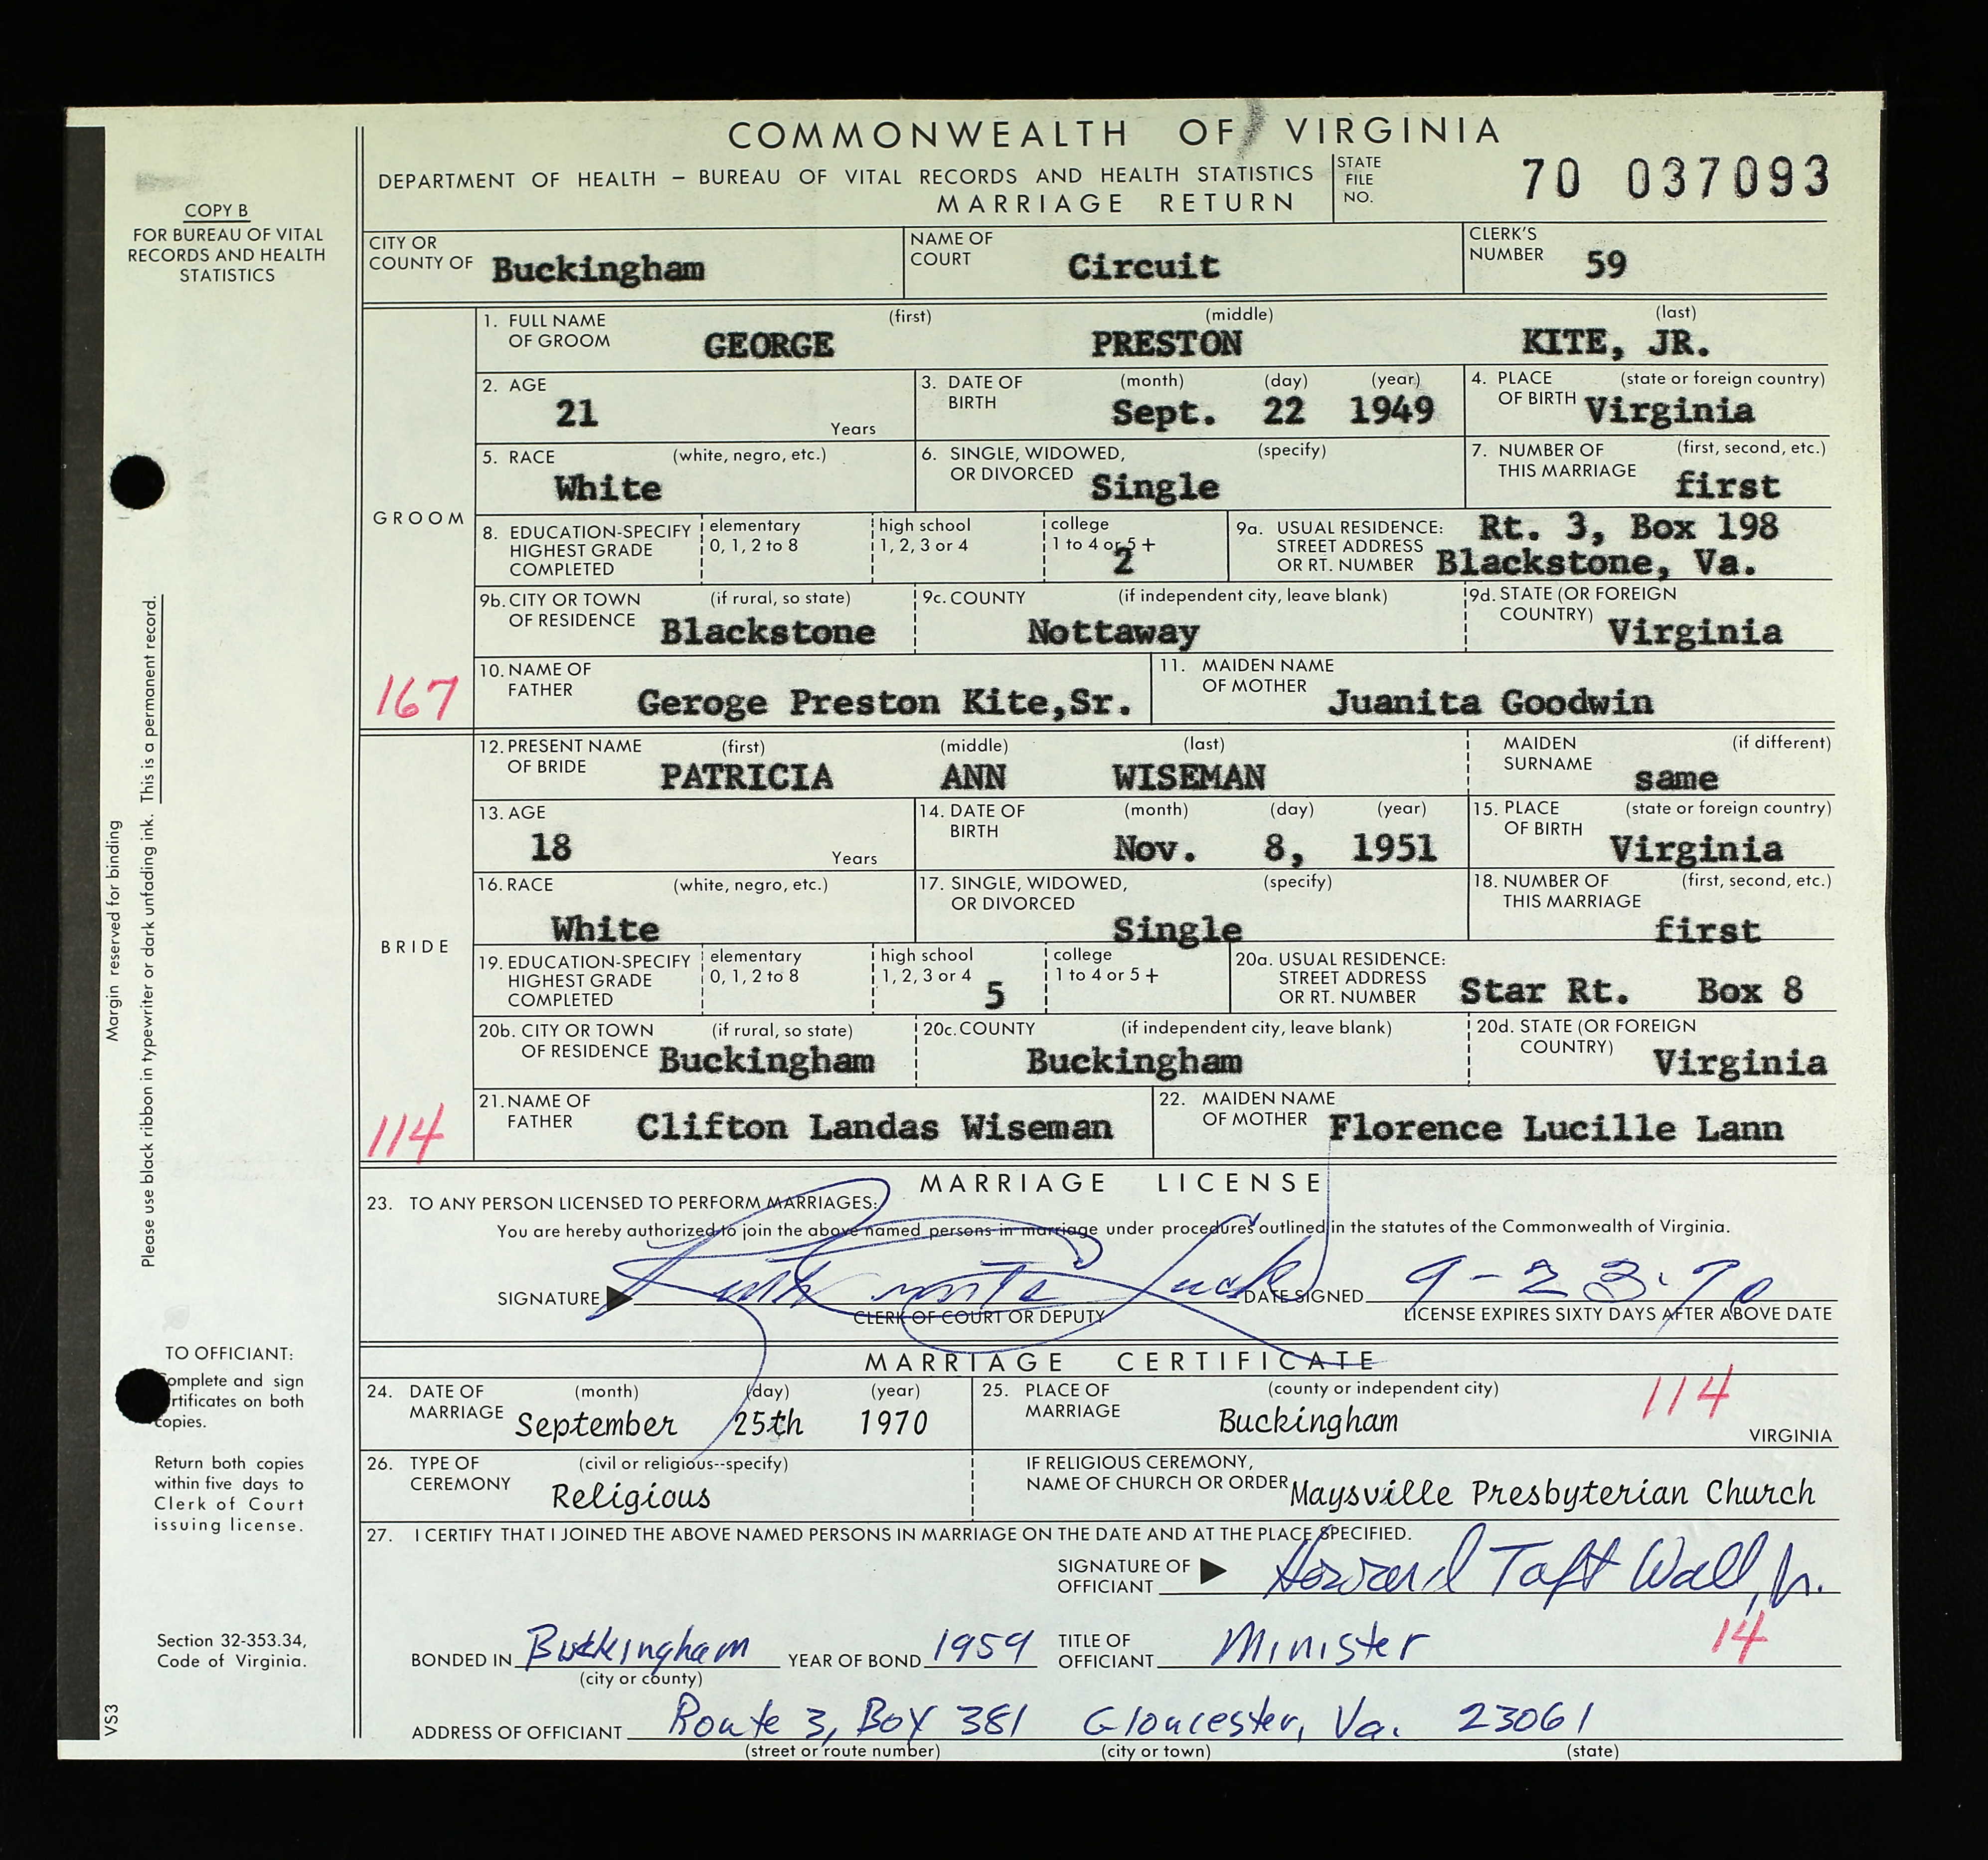 COMMONWEALTH OF VIRGINIA
DEPARTMENT OF HEALTH – BUREAU OF VITAL RECORDS AND HEALTH STATISTICS
MARRIAGE RETURN
STATE FILE NO. 70 037093
COPY B
FOR BUREAU OF VITAL
RECORDS AND HEALTH
STATISTICS
CITY OR COUNTY OF Buckingham
NAME OF COURT Circuit
CLERK'S NUMBER 59
GROOM
1. FULL NAME OF GROOM (first) GEORGE (middle) PRESTON (last) KITE, JR.
2. AGE 21 Years
3. DATE OF BIRTH (month) Sept. (day) 22 (year) 1949
4. PLACE OF BIRTH (state or foreign country) Virginia
5. RACE (white, negro, etc.) White
6. SINGLE, WIDOWED, OR DIVORCED (specify) Single
7. NUMBER OF THIS MARRIAGE (first, second, etc.) first
8. EDUCATION-SPECIFY HIGHEST GRADE COMPLETED elementary 0, 1, 2 to 8 high school 1, 2, 3 or 4 college 1 to 4 or 5 + 2
9a. USUAL RESIDENCE: STREET ADDRESS OR RT. NUMBER Rt. 3, Box 198 Blackstone, Va.
9b. CITY OR TOWN OF RESIDENCE (if rural, so state) Blackstone
9c. COUNTY (if independent city, leave blank) Nottaway
9d. STATE (OR FOREIGN COUNTRY) Virginia
167
10. NAME OF FATHER Geroge Preston Kite,Sr.
11. MAIDEN NAME OF MOTHER Juanita Goodwin
BRIDE
12. PRESENT NAME OF BRIDE (first) PATRICIA (middle) ANN (last) WISEMAN
MAIDEN SURNAME (if different) same
13. AGE 18 Years
14. DATE OF BIRTH (month) Nov. (day) 8, (year) 1951
15. PLACE OF BIRTH (state or foreign country) Virginia
16. RACE (white, negro, etc.) White
17. SINGLE, WIDOWED, OR DIVORCED (specify) Single
18. NUMBER OF THIS MARRIAGE (first, second, etc.) first
19. EDUCATION-SPECIFY HIGHEST GRADE COMPLETED elementary 0, 1, 2 to 8 high school 1, 2, 3 or 4 5 college 1 to 4 or 5 +
20a. USUAL RESIDENCE: STREET ADDRESS OR RT. NUMBER Star Rt. Box 8
20b. CITY OR TOWN OF RESIDENCE (if rural, so state) Buckingham
20c. COUNTY (if independent city, leave blank) Buckingham
20d. STATE (OR FOREIGN COUNTRY) Virginia
114
21. NAME OF FATHER Clifton Landas Wiseman
22. MAIDEN NAME OF MOTHER Florence Lucille Lann
MARRIAGE LICENSE
23. TO ANY PERSON LICENSED TO PERFORM MARRIAGES:
You are hereby authorized to join the above named persons in marriage under procedures outlined in the statutes of the Commonwealth of Virginia.
SIGNATURE DATE SIGNED 9-23-70
CLERK OF COURT OR DEPUTY LICENSE EXPIRES SIXTY DAYS AFTER ABOVE DATE
MARRIAGE CERTIFICATE
24. DATE OF MARRIAGE (month) September (day) 25th (year) 1970
25. PLACE OF MARRIAGE (county or independent city) Buckingham 114 VIRGINIA
26. TYPE OF CEREMONY (civil or religious--specify) Religious
IF RELIGIOUS CEREMONY, NAME OF CHURCH OR ORDER Maysville Presbyterian Church
27. I CERTIFY THAT I JOINED THE ABOVE NAMED PERSONS IN MARRIAGE ON THE DATE AND AT THE PLACE SPECIFIED.
SIGNATURE OF OFFICIANT Howard Taft Wall, Jr.
BONDED IN Buckingham (city or county) YEAR OF BOND 1959 TITLE OF OFFICIANT Minister 14
ADDRESS OF OFFICIANT Route 3, Box 381 Gloucester, Va. 23061
(street or route number) (city or town) (state)
Margin reserved for binding
Please use black ribbon in typewriter or dark unfading ink. This is a permanent record.
TO OFFICIANT:
omplete and sign
rtificates on both
copies.
Return both copies
within five days to
Clerk of Court
issuing license.
Section 32-353.34,
Code of Virginia.
VS3